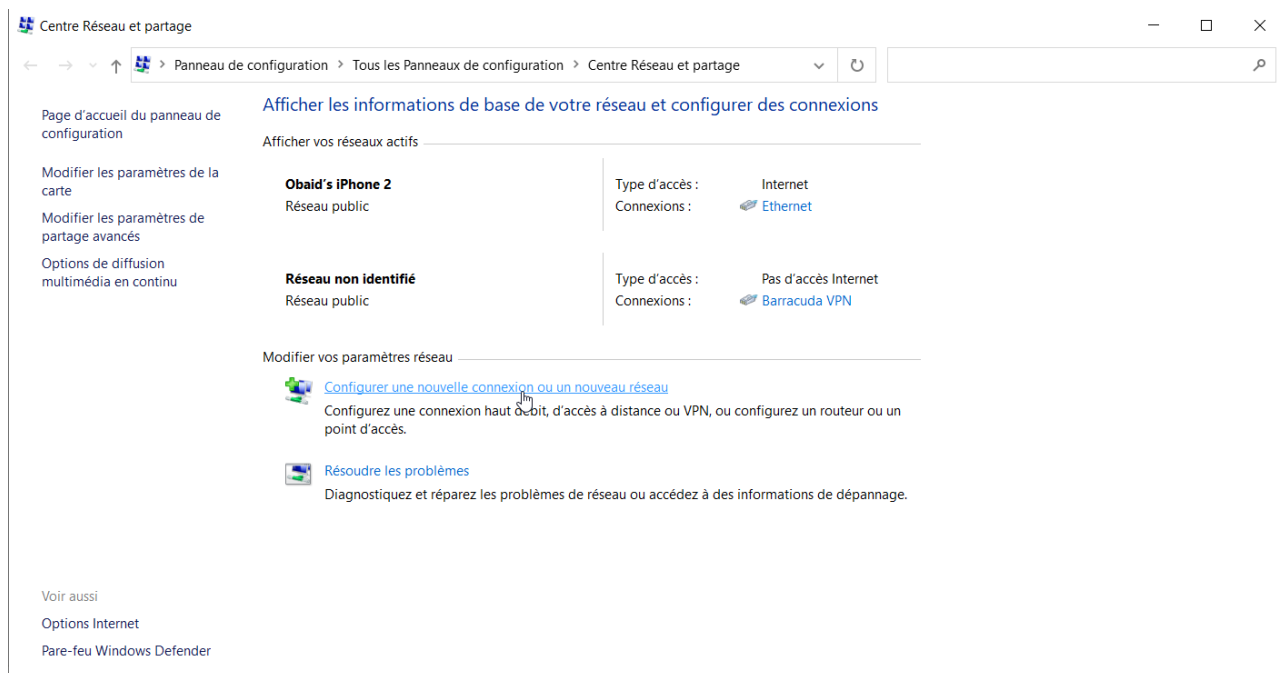 Centre Réseau et partage
Panneau de configuration > Tous les Panneaux de configuration > Centre Réseau et partage
Page d'accueil du panneau de
configuration
Modifier les paramètres de la
carte
Modifier les paramètres de
partage avancés
Options de diffusion
multimédia en continu
Afficher les informations de base de votre réseau et configurer des connexions
Afficher vos réseaux actifs
Obaid's iPhone 2
Réseau public
Type d'accès :
Internet
Connexions :
Ethernet
Réseau non identifié
Réseau public
Type d'accès :
Pas d'accès Internet
Connexions :
Barracuda VPN
Modifier vos paramètres réseau
Configurer une nouvelle connexion ou un nouveau réseau
Configurez une connexion haut débit, d'accès à distance ou VPN, ou configurez un routeur ou un
point d'accès.
Résoudre les problèmes
Diagnostiquez et réparez les problèmes de réseau ou accédez à des informations de dépannage.
Voir aussi
Options Internet
Pare-feu Windows Defender